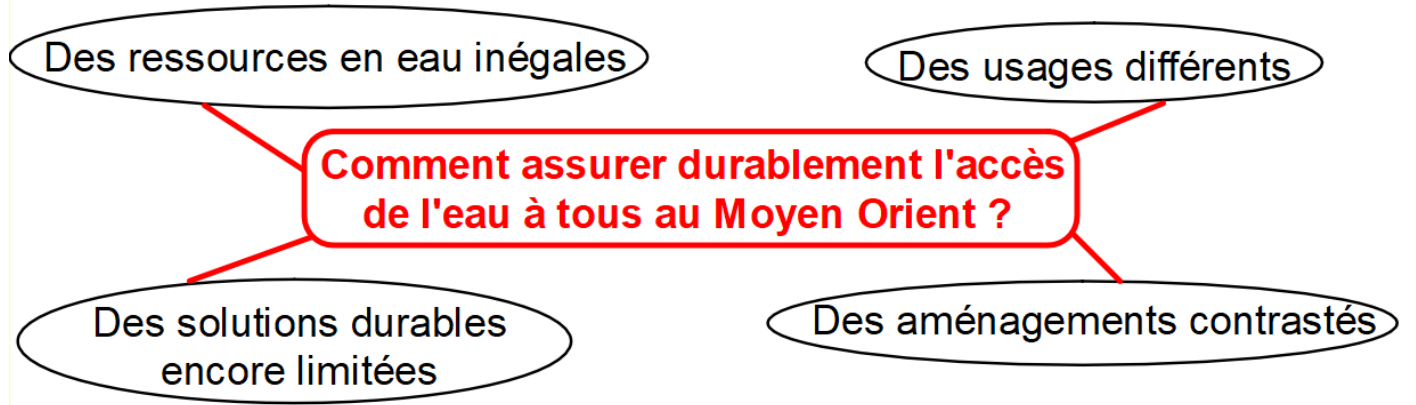 Des ressources en eau inégales
Des usages différents
Comment assurer durablement l'accès
de l'eau à tous au Moyen Orient ?
Des solutions durables
encore limitées
Des aménagements contrastés